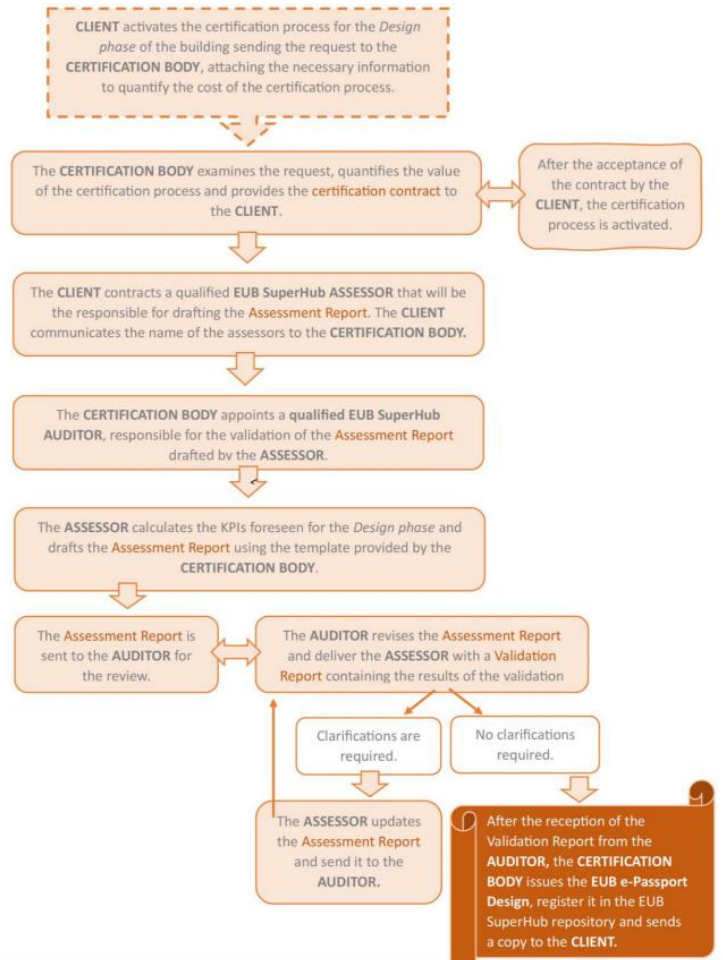 CLIENT activates the certification process for the Design
phase of the building sending the request to the
CERTIFICATION BODY, attaching the necessary information
to quantify the cost of the certification process.
The CERTIFICATION BODY examines the request, quantifies the value
of the certification process and provides the certification contract to
the CLIENT.
After the acceptance of
the contract by the
CLIENT, the certification
process is activated.
The CLIENT contracts a qualified EUB SuperHub ASSESSOR that will be
the responsible for drafting the Assessment Report. The CLIENT
communicates the name of the assessors to the CERTIFICATION BODY.
The CERTIFICATION BODY appoints a qualified EUB SuperHub
AUDITOR, responsible for the validation of the Assessment Report
drafted by the ASSESSOR.
The ASSESSOR calculates the KPIs foreseen for the Design phase and
drafts the Assessment Report using the template provided by the
CERTIFICATION BODY.
The Assessment Report is
sent to the AUDITOR for
the review.
The AUDITOR revises the Assessment Report
and deliver the ASSESSOR with a Validation
Report containing the results of the validation
Clarifications are
required.
No clarifications
required.
The ASSESSOR updates
the Assessment Report
and send it to the
AUDITOR.
After the reception of the
Validation Report from the
AUDITOR, the CERTIFICATION
BODY issues the EUB e-Passport
Design, register it in the EUB
SuperHub repository and sends
a copy to the CLIENT.